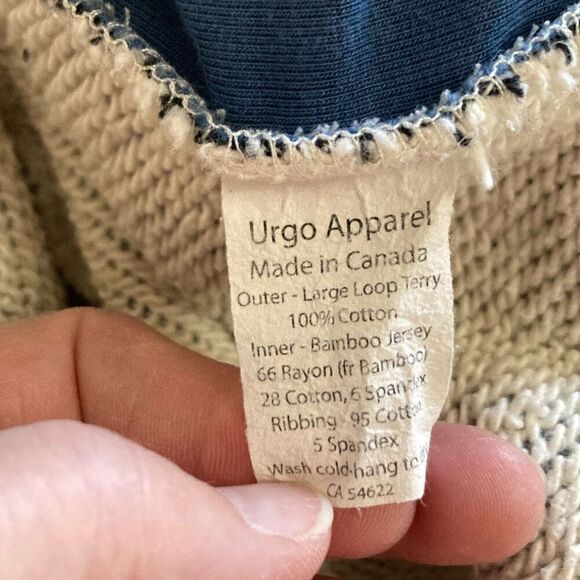 Urgo Apparel
Made in Canada
Outer - Large Loop Terry
100% Cotton
Inner - Bamboo Jersey
66 Rayon (fr Bamboo)
28 Cotton, 6 Spandex
Ribbing - 95 Cotton
5 Spandex
Wash cold-hang to
CA 54622